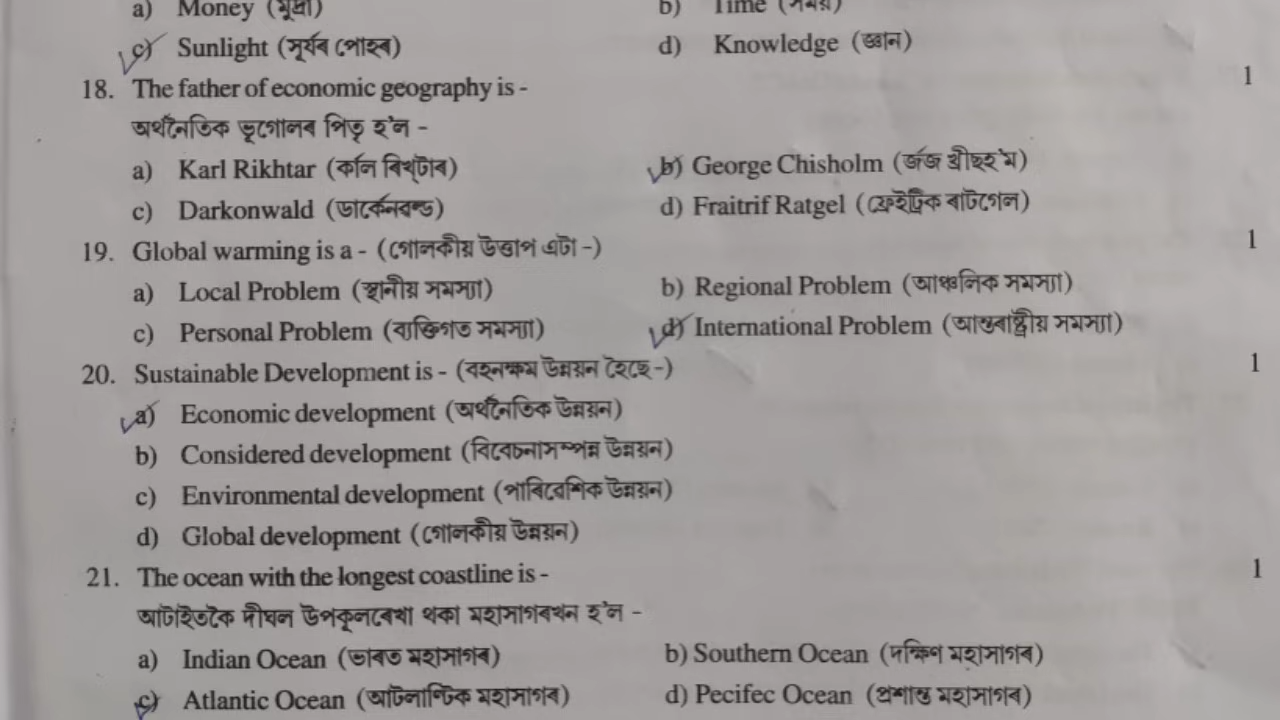 a) Money (মুদ্ৰা) b) Time (সময়)
c) Sunlight (সূৰ্যৰ পোহৰ) d) Knowledge (জ্ঞান)
18. The father of economic geography is - 1
অৰ্থনৈতিক ভূগোলৰ পিতৃ হ'ল -
a) Karl Rikhtar (কৰ্ল ৰিখ্টাৰ) b) George Chisholm (জৰ্জ থ্ৰীছহ'ম)
c) Darkonwald (ডাৰ্কেনৱল্ড) d) Fraitrif Ratgel (ফ্ৰেইট্ৰিক ৰাটগেল)
19. Global warming is a - (গোলকীয় উত্তাপ এটা -) 1
a) Local Problem (স্থানীয় সমস্যা) b) Regional Problem (আঞ্চলিক সমস্যা)
c) Personal Problem (ব্যক্তিগত সমস্যা) d) International Problem (আন্তৰাষ্ট্ৰীয় সমস্যা)
20. Sustainable Development is - (বহনক্ষম উন্নয়ন হৈছে -) 1
a) Economic development (অৰ্থনৈতিক উন্নয়ন)
b) Considered development (বিবেচনাসম্পন্ন উন্নয়ন)
c) Environmental development (পাৰিবেশিক উন্নয়ন)
d) Global development (গোলকীয় উন্নয়ন)
21. The ocean with the longest coastline is - 1
আটাইতকৈ দীঘল উপকূলৰেখা থকা মহাসাগৰখন হ'ল -
a) Indian Ocean (ভাৰত মহাসাগৰ) b) Southern Ocean (দক্ষিণ মহাসাগৰ)
c) Atlantic Ocean (আটলাণ্টিক মহাসাগৰ) d) Pecifec Ocean (প্ৰশান্ত মহাসাগৰ)